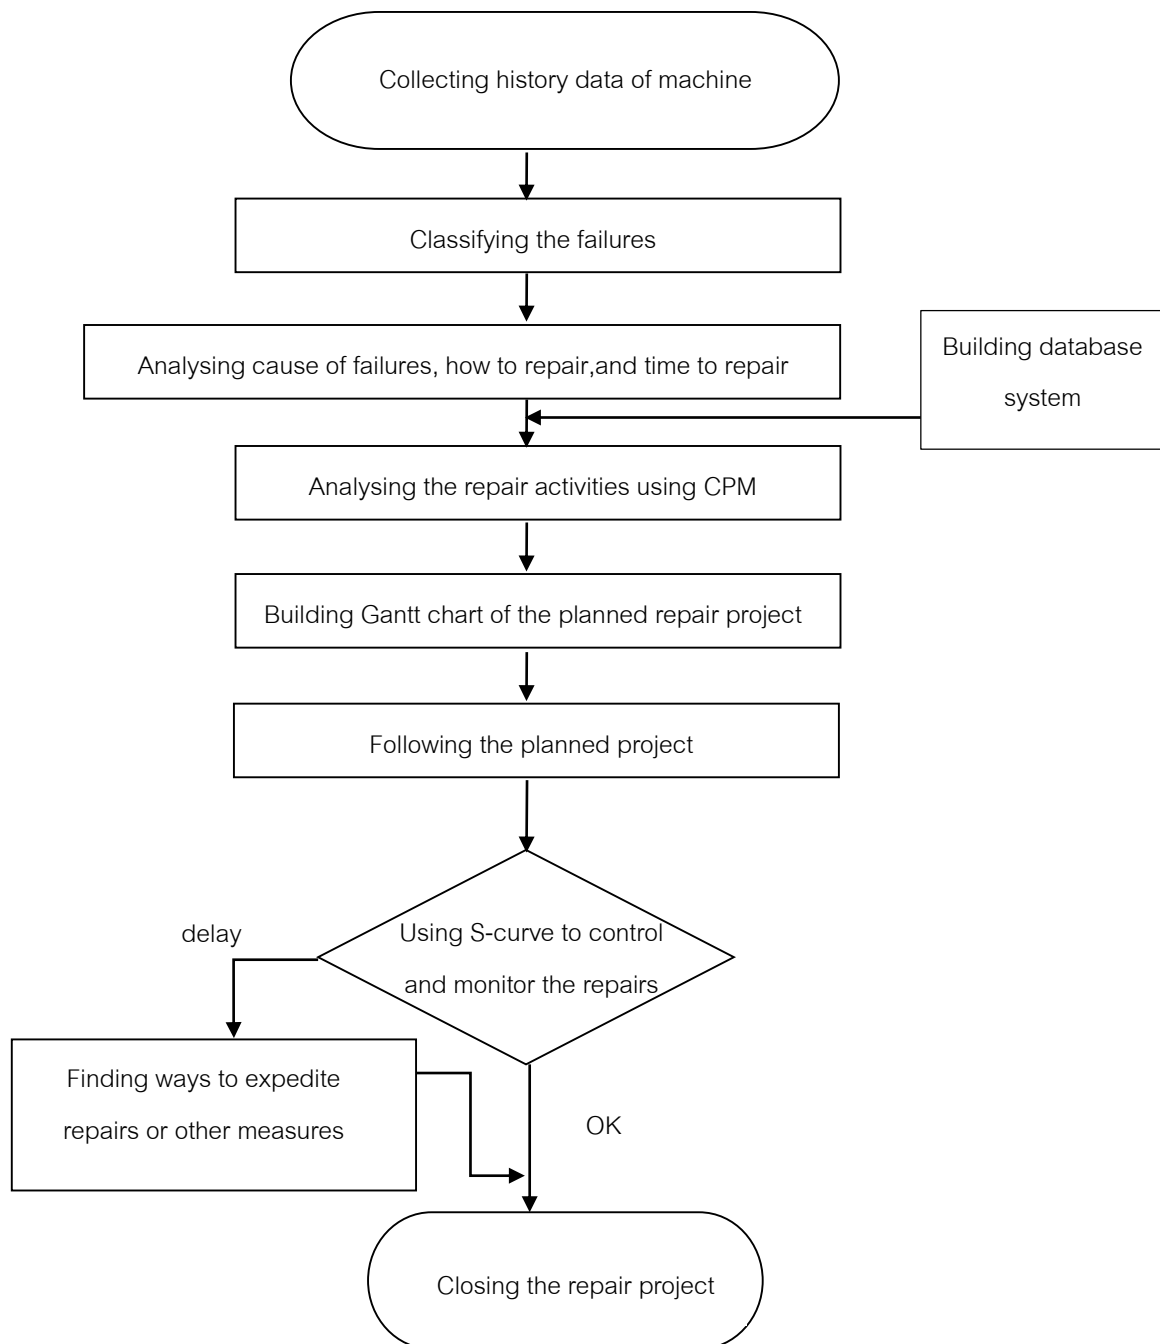 Collecting history data of machine
Classifying the failures
Analysing cause of failures, how to repair,and time to repair
Building database
system
Analysing the repair activities using CPM
Building Gantt chart of the planned repair project
Following the planned project
Using S-curve to control
and monitor the repairs
delay
Finding ways to expedite
repairs or other measures
OK
Closing the repair project